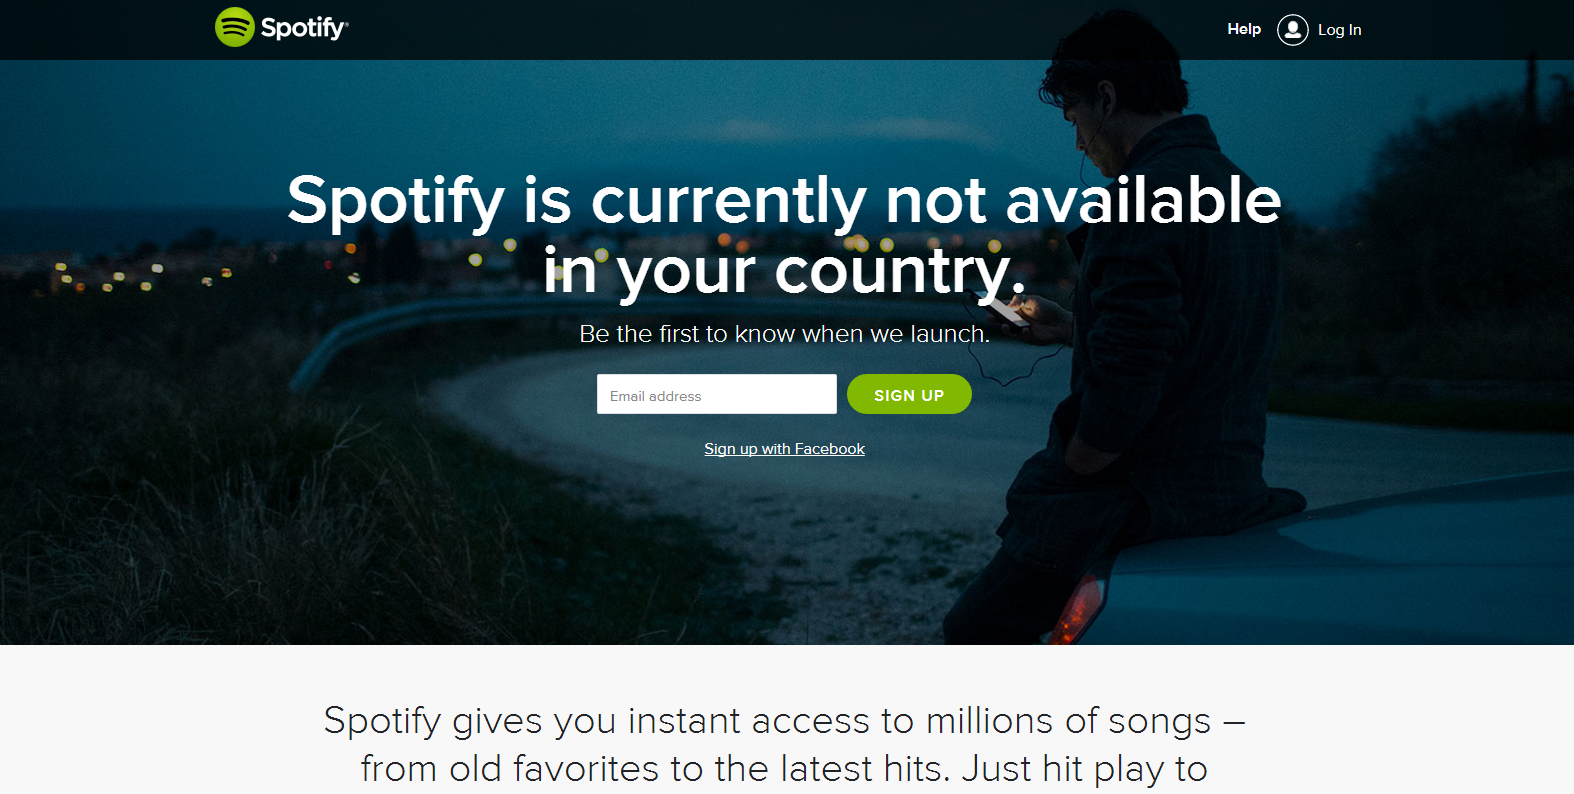 Spotify®
Help
Log In
Spotify is currently not available
in your country.
Be the first to know when we launch.
Email address
SIGN UP
Sign up with Facebook
Spotify gives you instant access to millions of songs –
from old favorites to the latest hits. Just hit play to